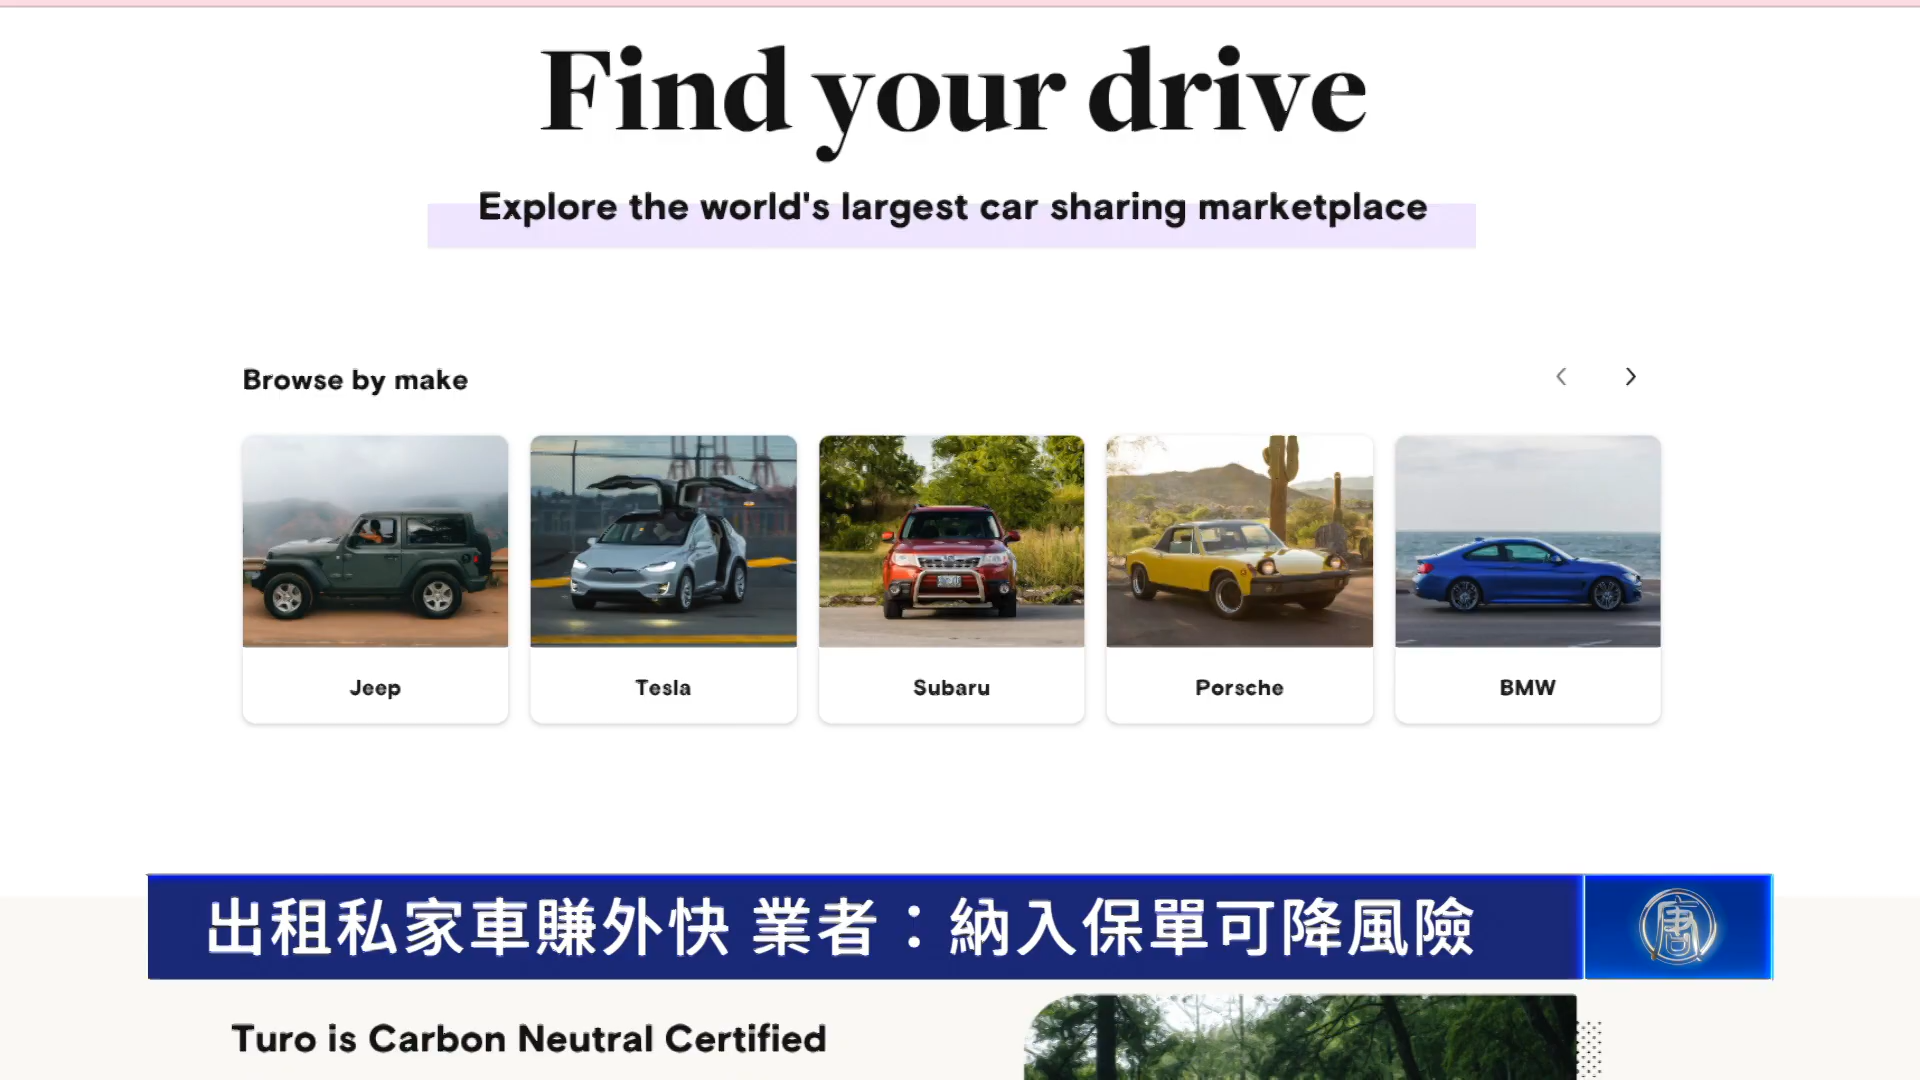 Find your drive
Explore the world's largest car sharing marketplace
Browse by make
Jeep
Tesla
Subaru
Porsche
BMW
出租私家車賺外快 業者：納入保單可降風險
唐
Turo is Carbon Neutral Certified